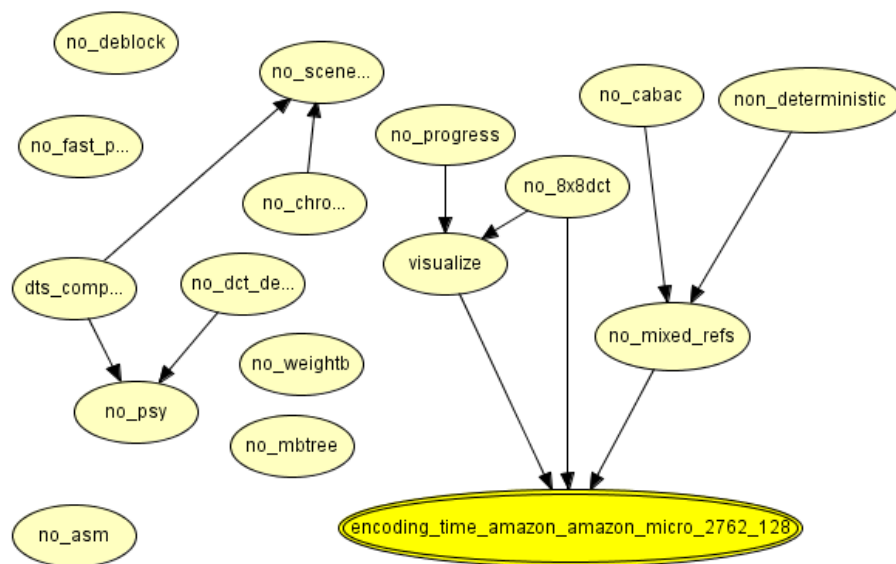 no_deblock
no_scene...
no_cabac
non_deterministic
no_fast_p...
no_progress
no_8x8dct
no_chro...
visualize
dts_comp...
no_dct_de...
no_mixed_refs
no_weightb
no_psy
no_mbtree
encoding_time_amazon_amazon_micro_2762_128
no_asm